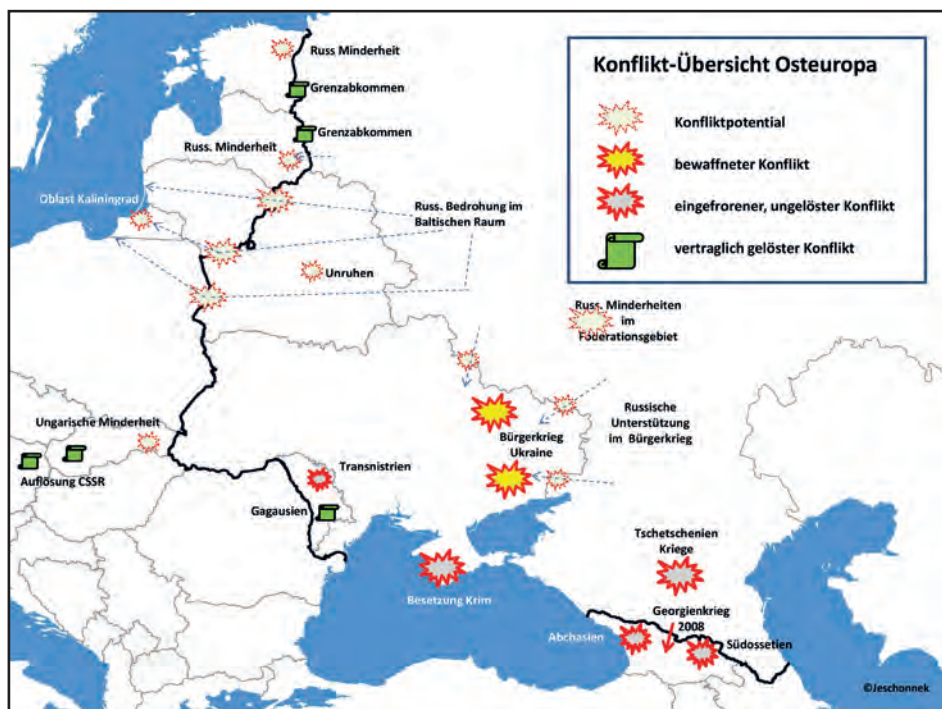 Russ Minderheit
Grenzabkommen
Grenzabkommen
Russ. Minderheit
Oblast Kaliningrad
Russ. Bedrohung im
Baltischen Raum
Unruhen
Konflikt-Übersicht Osteuropa
Konfliktpotential
bewaffneter Konflikt
eingefrorener, ungelöster Konflikt
vertraglich gelöster Konflikt
Russ. Minderheiten
im
Föderationsgebiet
Russische
Unterstützung
im Bürgerkrieg
Bürgerkrieg
Ukraine
Ungarische Minderheit
Auflösung CSSR
Transnistrien
Gagausien
Besetzung Krim
Tschetschenien
Kriege
Georgienkrieg
2008
Abchasien
Südossetien
©Jeschonnek